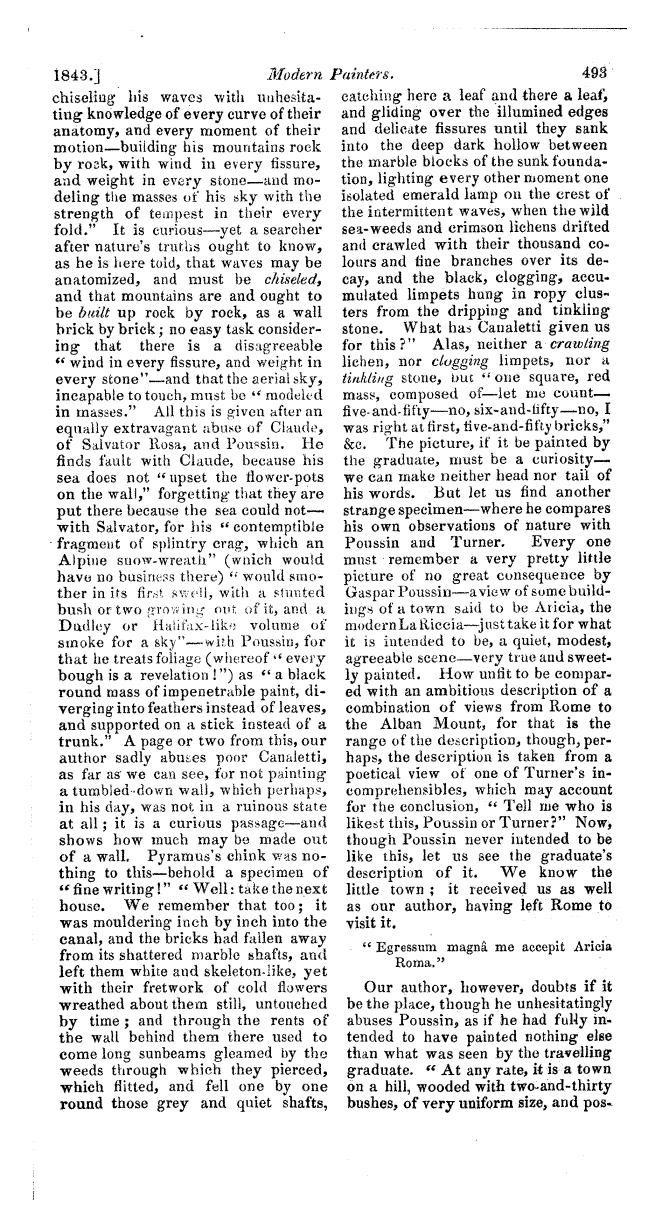 1843.] Modern Painters. 493
chiseling his waves with unhesita-
ting knowledge of every curve of their
anatomy, and every moment of their
motion—building his mountains rock
by rock, with wind in every fissure,
and weight in every stone—and mo-
deling the masses of his sky with the
strength of tempest in their every
fold." It is curious—yet a searcher
after nature's truths ought to know,
as he is here told, that waves may be
anatomized, and must be chiseled,
and that mountains are and ought to
be built up rock by rock, as a wall
brick by brick; no easy task consider-
ing that there is a disagreeable
"wind in every fissure, and weight in
every stone"—and that the aerial sky,
incapable to touch, must be "modeled
in masses." All this is given after an
equally extravagant abuse of Claude,
of Salvator Rosa, and Poussin. He
finds fault with Claude, because his
sea does not "upset the flower-pots
on the wall," forgetting that they are
put there because the sea could not—
with Salvator, for his "contemptible
fragment of splintry crag, which an
Alpine snow-wreath" (which would
have no business there) "would smo-
ther in its first swell, with a stunted
bush or two growing out of it, and a
Dudley or Halifax-like volume of
smoke for a sky"—with Poussin, for
that he treats foliage (whereof "every
bough is a revelation!") as "a black
round mass of impenetrable paint, di-
verging into feathers instead of leaves,
and supported on a stick instead of a
trunk." A page or two from this, our
author sadly abuses poor Canaletti,
as far as we can see, for not painting
a tumbled-down wall, which perhaps,
in his day, was not in a ruinous state
at all; it is a curious passage—and
shows how much may be made out
of a wall. Pyramus's chink was no-
thing to this—behold a specimen of
"fine writing!" "Well: take the next
house. We remember that too; it
was mouldering inch by inch into the
canal, and the bricks had fallen away
from its shattered marble shafts, and
left them white and skeleton-like, yet
with their fretwork of cold flowers
wreathed about them still, untouched
by time; and through the rents of
the wall behind them there used to
come long sunbeams gleamed by the
weeds through which they pierced,
which flitted, and fell one by one
round those grey and quiet shafts,
catching here a leaf and there a leaf,
and gliding over the illumined edges
and delicate fissures until they sank
into the deep dark hollow between
the marble blocks of the sunk founda-
tion, lighting every other moment one
isolated emerald lamp on the crest of
the intermittent waves, when the wild
sea-weeds and crimson lichens drifted
and crawled with their thousand co-
lours and fine branches over its de-
cay, and the black, clogging, accu-
mulated limpets hung in ropy clus-
ters from the dripping and tinkling
stone. What has Canaletti given us
for this?" Alas, neither a crawling
lichen, nor clogging limpets, nor a
tinkling stone, but "one square, red
mass, composed of—let me count—
five-and-fifty—no, six-and-fifty—no, I
was right at first, five-and-fifty bricks,"
&c. The picture, if it be painted by
the graduate, must be a curiosity—
we can make neither head nor tail of
his words. But let us find another
strange specimen—where he compares
his own observations of nature with
Poussin and Turner. Every one
must remember a very pretty little
picture of no great consequence by
Gaspar Poussin—a view of some build-
ings of a town said to be Aricia, the
modern La Riccia—just take it for what
it is intended to be, a quiet, modest,
agreeable scene—very true and sweet-
ly painted. How unfit to be compar-
ed with an ambitious description of a
combination of views from Rome to
the Alban Mount, for that is the
range of the description, though, per-
haps, the description is taken from a
poetical view of one of Turner's in-
comprehensibles, which may account
for the conclusion, "Tell me who is
likest this, Poussin or Turner?" Now,
though Poussin never intended to be
like this, let us see the graduate's
description of it. We know the
little town; it received us as well
as our author, having left Rome to
visit it.
"Egressum magnâ me accepit Aricia
Roma."
Our author, however, doubts if it
be the place, though he unhesitatingly
abuses Poussin, as if he had fully in-
tended to have painted nothing else
than what was seen by the travelling
graduate. "At any rate, it is a town
on a hill, wooded with two-and-thirty
bushes, of very uniform size, and pos-